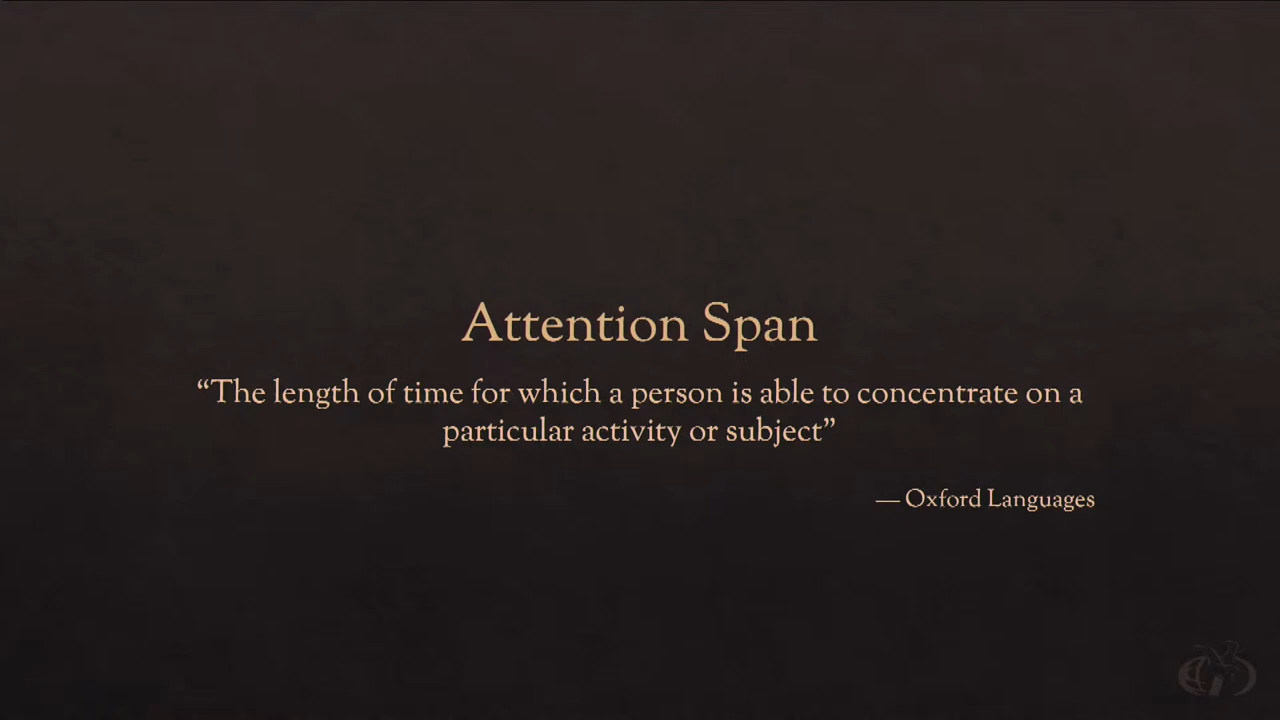 Attention Span
“The length of time for which a person is able to concentrate on a
particular activity or subject”
— Oxford Languages